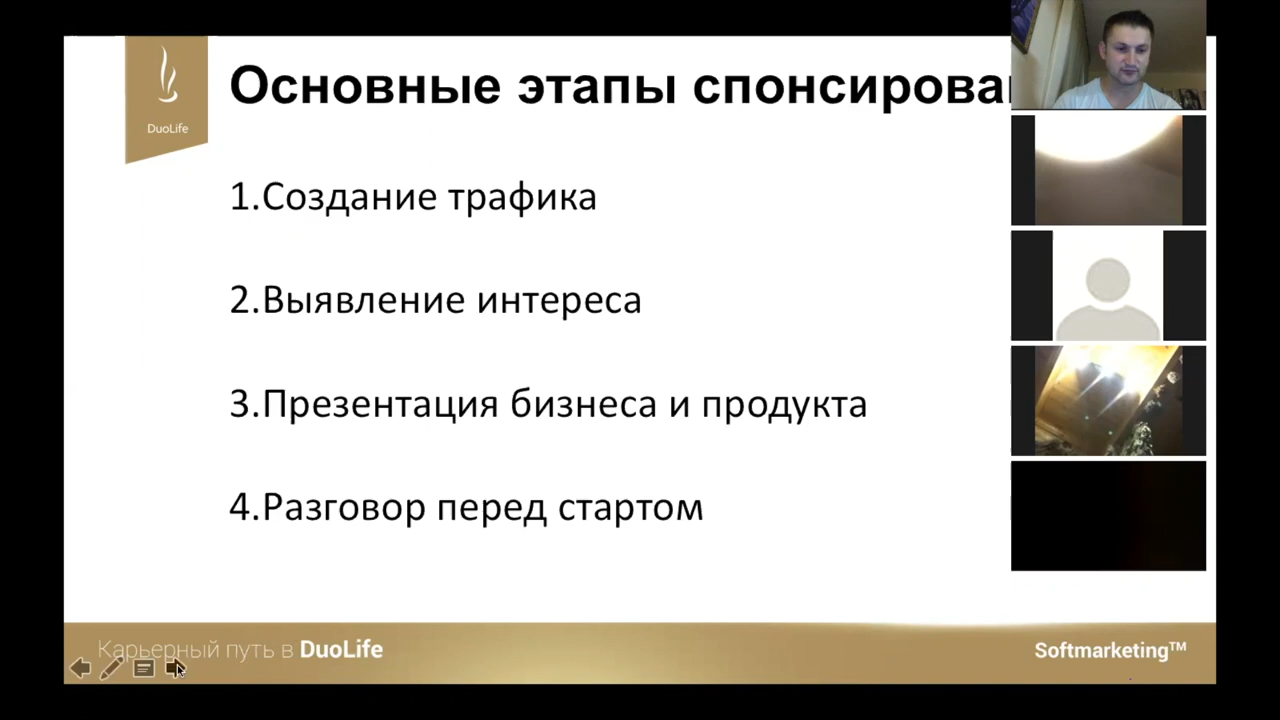 Основные этапы спонсирова
DuoLife
1.Создание трафика
2.Выявление интереса
3.Презентация бизнеса и продукта
4.Разговор перед стартом
Карьерный путь в DuoLife
Softmarketing™